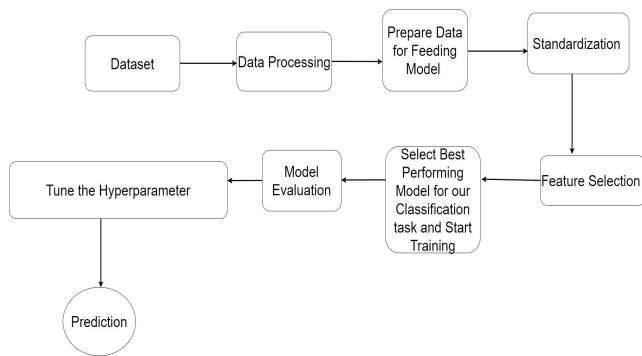 Dataset
Data Processing
Prepare Data
for Feeding
Model
Standardization
Feature Selection
Select Best
Performing
Model for our
Classification
task and Start
Training
Model
Evaluation
Tune the Hyperparameter
Prediction